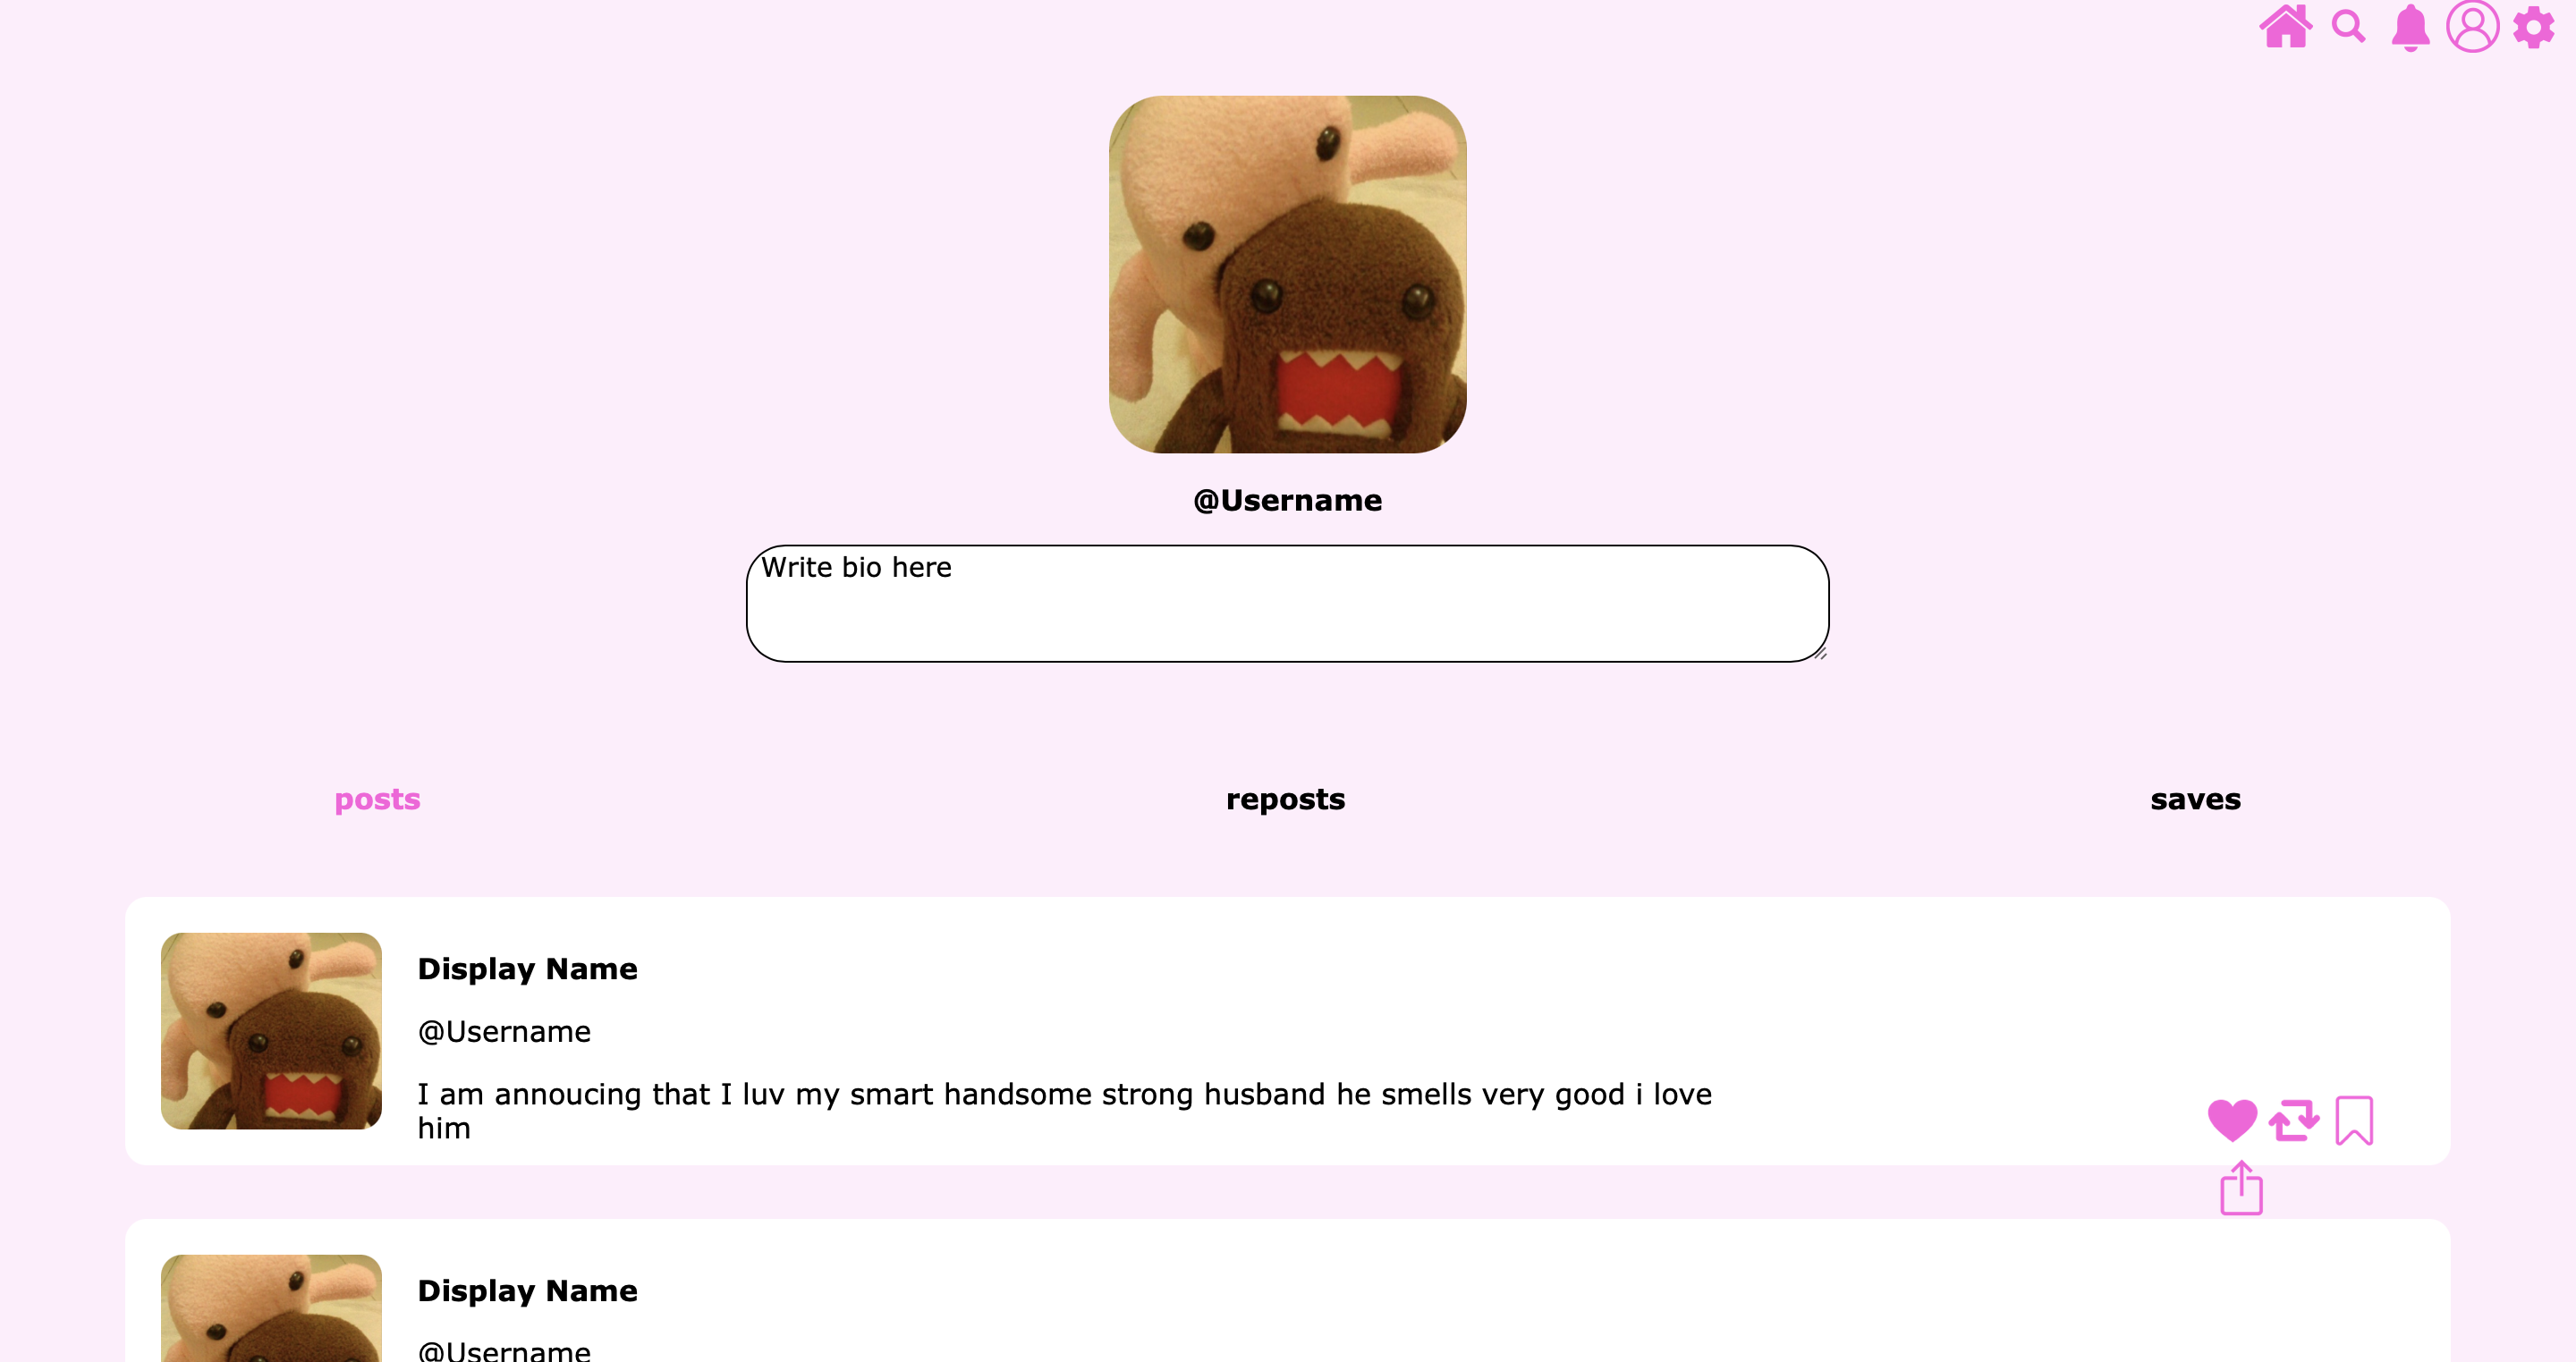 @Username
Write bio here
posts
reposts
saves
Display Name
@Username
I am annoucing that I luv my smart handsome strong husband he smells very good i love
him
Display Name
@Username